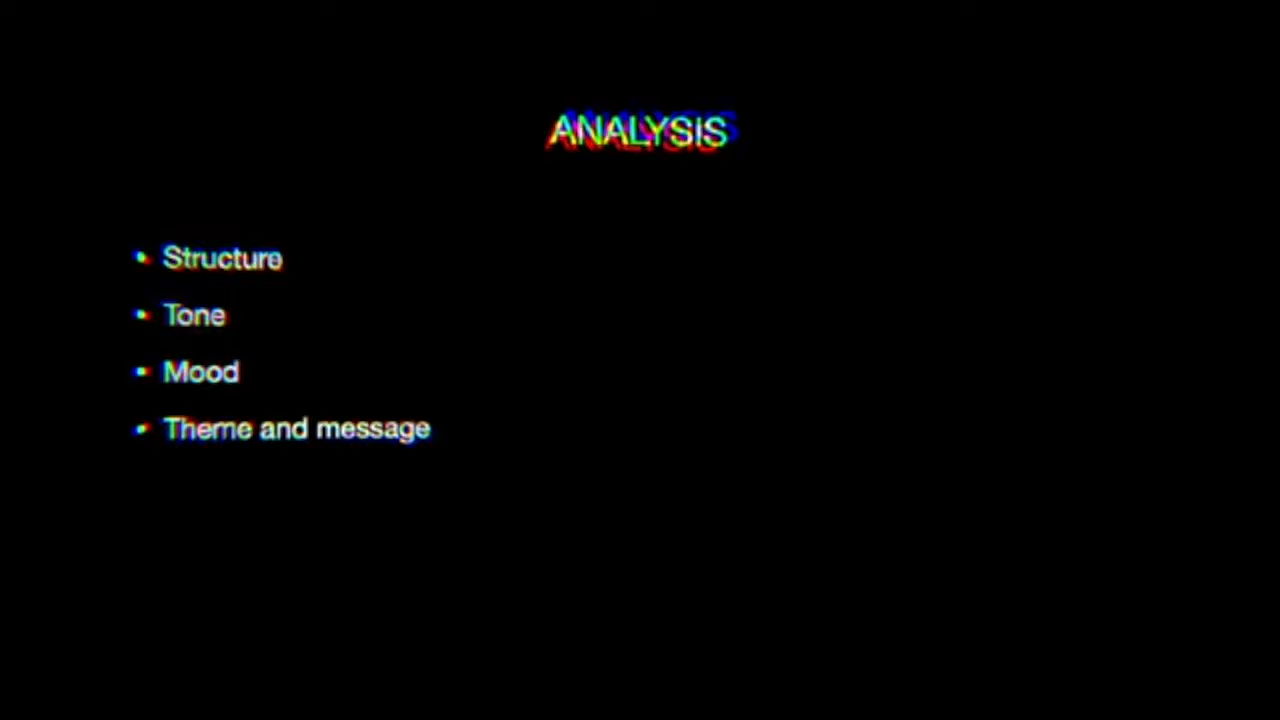 ANALYSIS
• Structure
• Tone
• Mood
• Theme and message